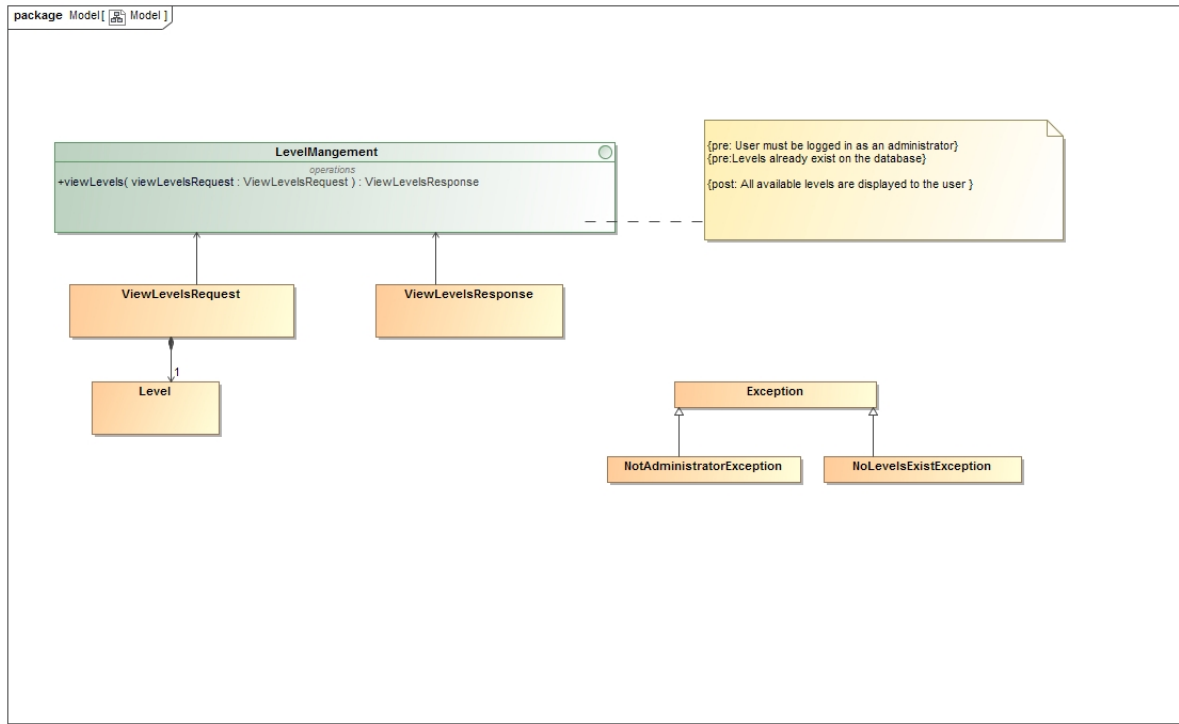 package Model[ Model ]
LevelMangement
operations
+viewLevels( viewLevelsRequest : ViewLevelsRequest ) : ViewLevelsResponse
{pre: User must be logged in as an administrator}
{pre:Levels already exist on the database}
{post: All available levels are displayed to the user }
ViewLevelsRequest
ViewLevelsResponse
1
Level
Exception
NotAdministratorException
NoLevelsExistException